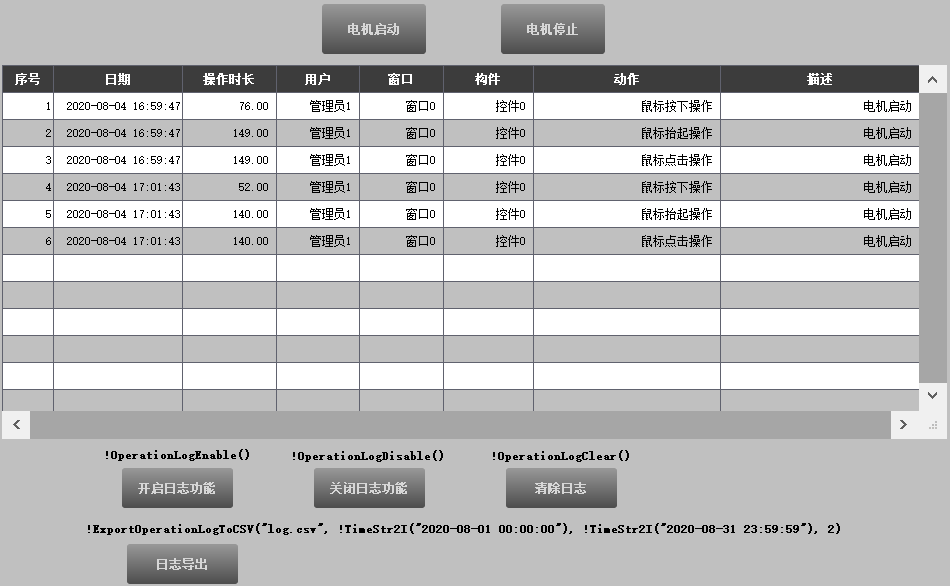 电机启动 电机停止
序号 日期 操作时长 用户 窗口 构件 动作 描述
1 2020-08-04 16:59:47 76.00 管理员1 窗口0 控件0 鼠标按下操作 电机启动
2 2020-08-04 16:59:47 149.00 管理员1 窗口0 控件0 鼠标抬起操作 电机启动
3 2020-08-04 16:59:47 149.00 管理员1 窗口0 控件0 鼠标点击操作 电机启动
4 2020-08-04 17:01:43 52.00 管理员1 窗口0 控件0 鼠标按下操作 电机启动
5 2020-08-04 17:01:43 140.00 管理员1 窗口0 控件0 鼠标抬起操作 电机启动
6 2020-08-04 17:01:43 140.00 管理员1 窗口0 控件0 鼠标点击操作 电机启动
!OperationLogEnable() !OperationLogDisable() !OperationLogClear()
开启日志功能 关闭日志功能 清除日志
!ExportOperationLogToCSV("log.csv", !TimeStr2I("2020-08-01 00:00:00"), !TimeStr2I("2020-08-31 23:59:59"), 2)
日志导出